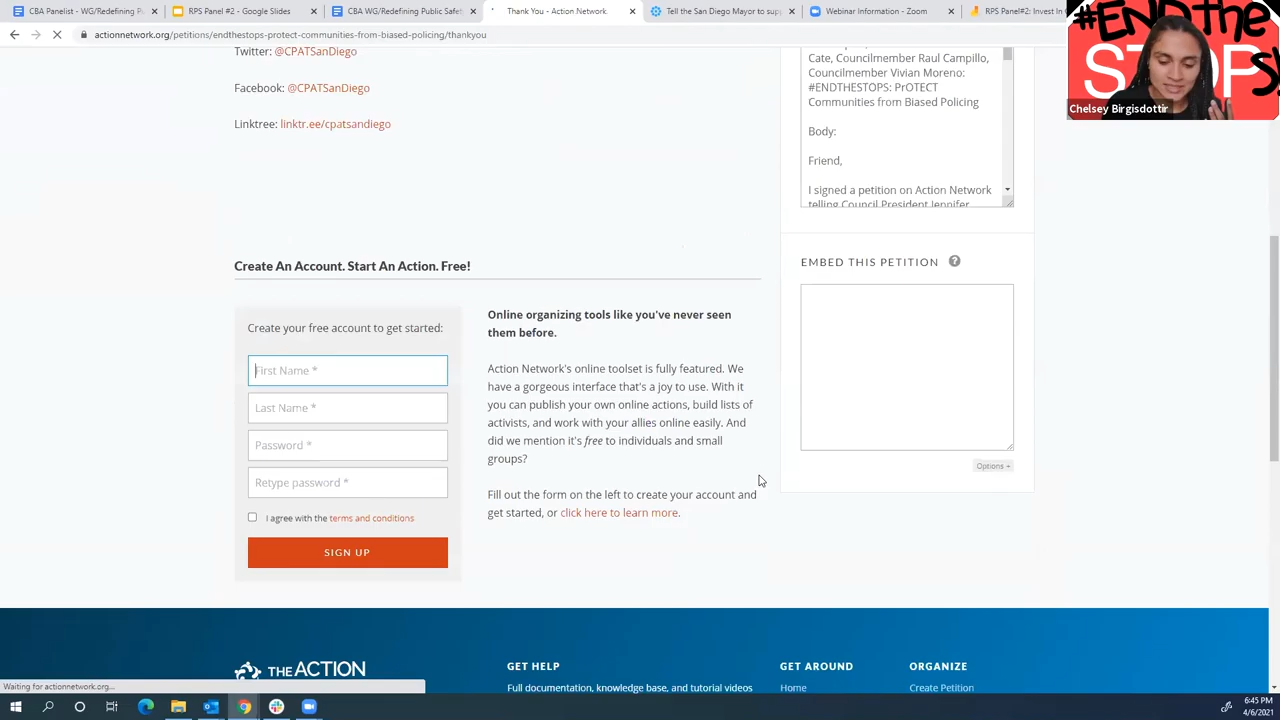 CBA Panelist - Defining Pu
RPS Panel #2 - Google Slides
CBA WG/Redefining Public Safet
Thank You - Action Network
Tell the San Diego Mayor to sup
Webinar Information - Zoom
RPS Panel#2: Invest In
actionnetwork.org/petitions/endthestops-protect-communities-from-biased-policing/thankyou
#ENDthe
STOPS
Chelsey Birgisdottir
Twitter: @CPATSanDiego
Facebook: @CPATSanDiego
Linktree: linktr.ee/cpatsandiego
Cate, Councilmember Raul Campillo,
Councilmember Vivian Moreno:
#ENDTHESTOPS: PrOTECT
Communities from Biased Policing
Body:
Friend,
I signed a petition on Action Network
telling Council President Jennifer
EMBED THIS PETITION ?
Options +
Create An Account. Start An Action. Free!
Create your free account to get started:
First Name *
Last Name *
Password *
Retype password *
I agree with the terms and conditions
SIGN UP
Online organizing tools like you've never seen
them before.
Action Network's online toolset is fully featured. We
have a gorgeous interface that's a joy to use. With it
you can publish your own online actions, build lists of
activists, and work with your allies online easily. And
did we mention it's free to individuals and small
groups?
Fill out the form on the left to create your account and
get started, or click here to learn more.
THE ACTION
GET HELP
Full documentation, knowledge base, and tutorial videos
GET AROUND
Home
ORGANIZE
Create Petition
Waiting for actionnetwork.org...
6:45 PM
4/6/2021